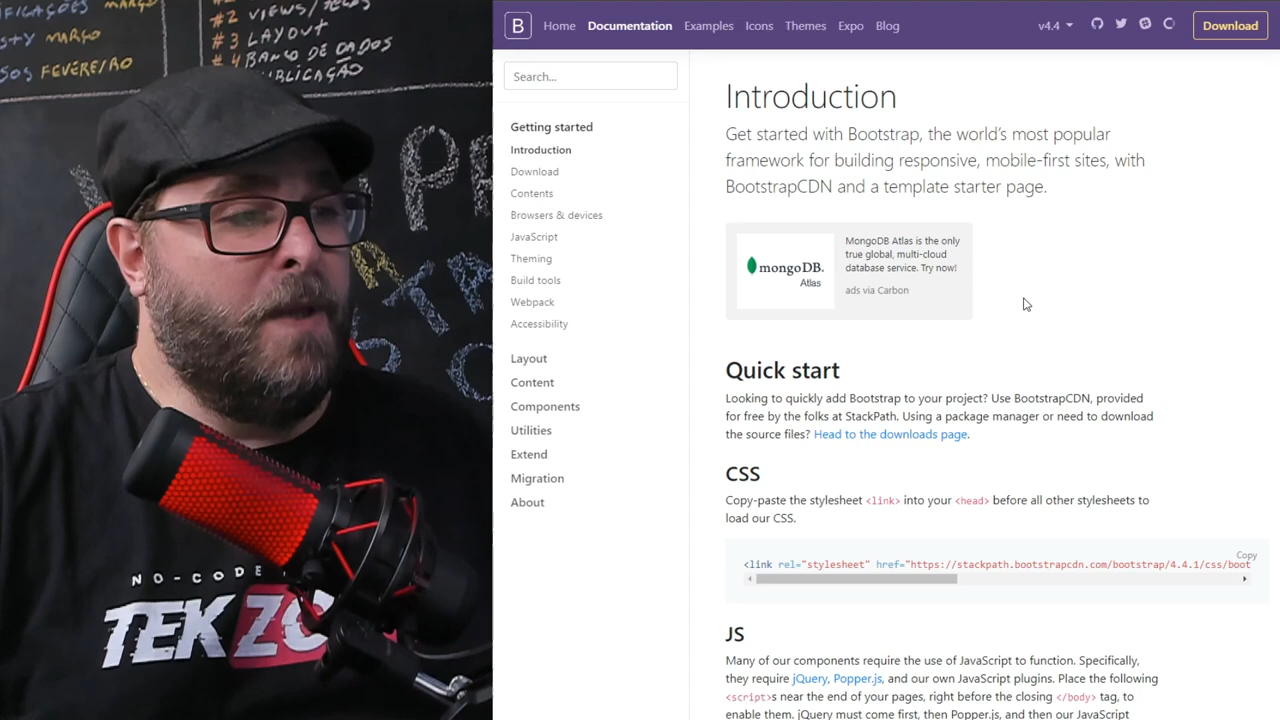 MARÇO
MARÇO
FEVEREIRO
#2 VIEWS/
#3 LAYOUT
#4 BANCO DE DADOS
NO-CODE
TEK
Home
Documentation
Examples
Icons
Themes
Expo
Blog
v4.4
Download
Search...
Getting started
Introduction
Download
Contents
Browsers & devices
JavaScript
Theming
Build tools
Webpack
Accessibility
Layout
Content
Components
Utilities
Extend
Migration
About
Introduction
Get started with Bootstrap, the world's most popular
framework for building responsive, mobile-first sites, with
BootstrapCDN and a template starter page.
mongoDB.
Atlas
MongoDB Atlas is the only
true global, multi-cloud
database service. Try now!
ads via Carbon
Quick start
Looking to quickly add Bootstrap to your project? Use BootstrapCDN, provided
for free by the folks at StackPath. Using a package manager or need to download
the source files? Head to the downloads page.
CSS
Copy-paste the stylesheet <link> into your <head> before all other stylesheets to
load our CSS.
Copy
<link rel="stylesheet" href="https://stackpath.bootstrapcdn.com/bootstrap/4.4.1/css/boot
JS
Many of our components require the use of JavaScript to function. Specifically,
they require jQuery, Popper.js, and our own JavaScript plugins. Place the following
<script>s near the end of your pages, right before the closing </body> tag, to
enable them. jQuery must come first, then Popper.js, and then our JavaScript